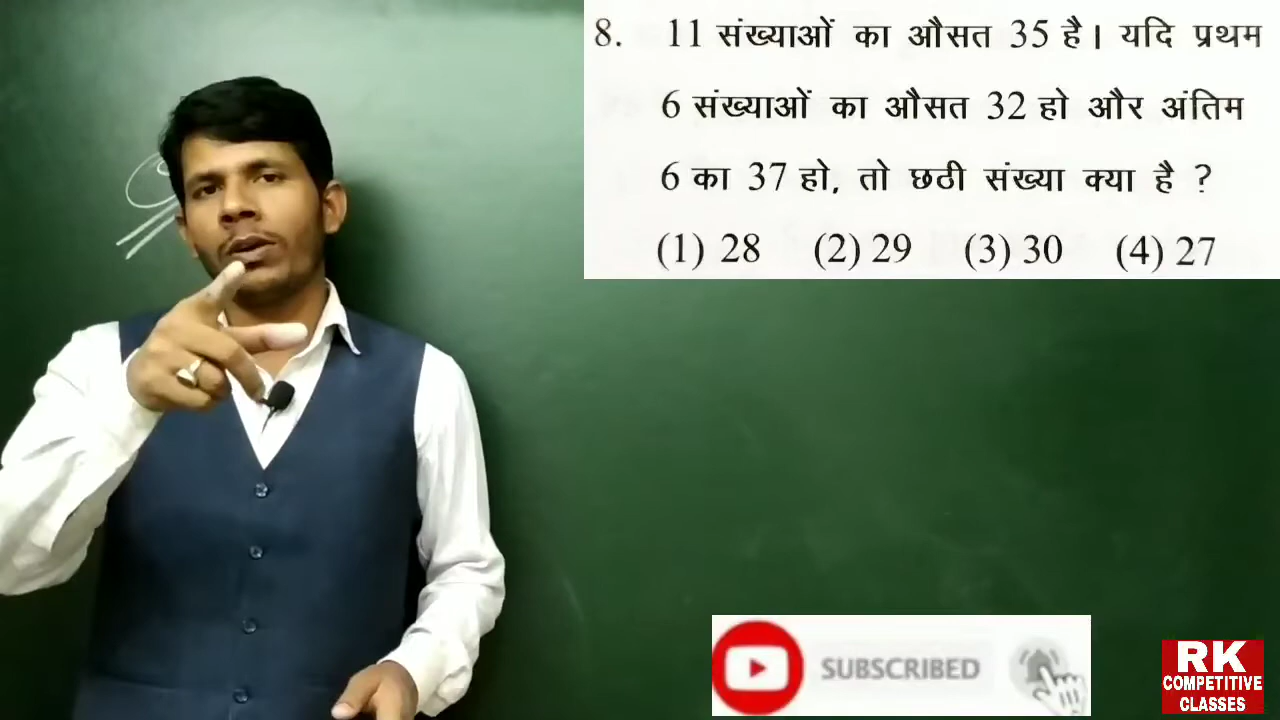 8. 11 संख्याओं का औसत 35 है। यदि प्रथम
6 संख्याओं का औसत 32 हो और अंतिम
6 का 37 हो, तो छठी संख्या क्या है ?
(1) 28 (2) 29 (3) 30 (4) 27
SUBSCRIBED
RK
COMPETITIVE
CLASSES